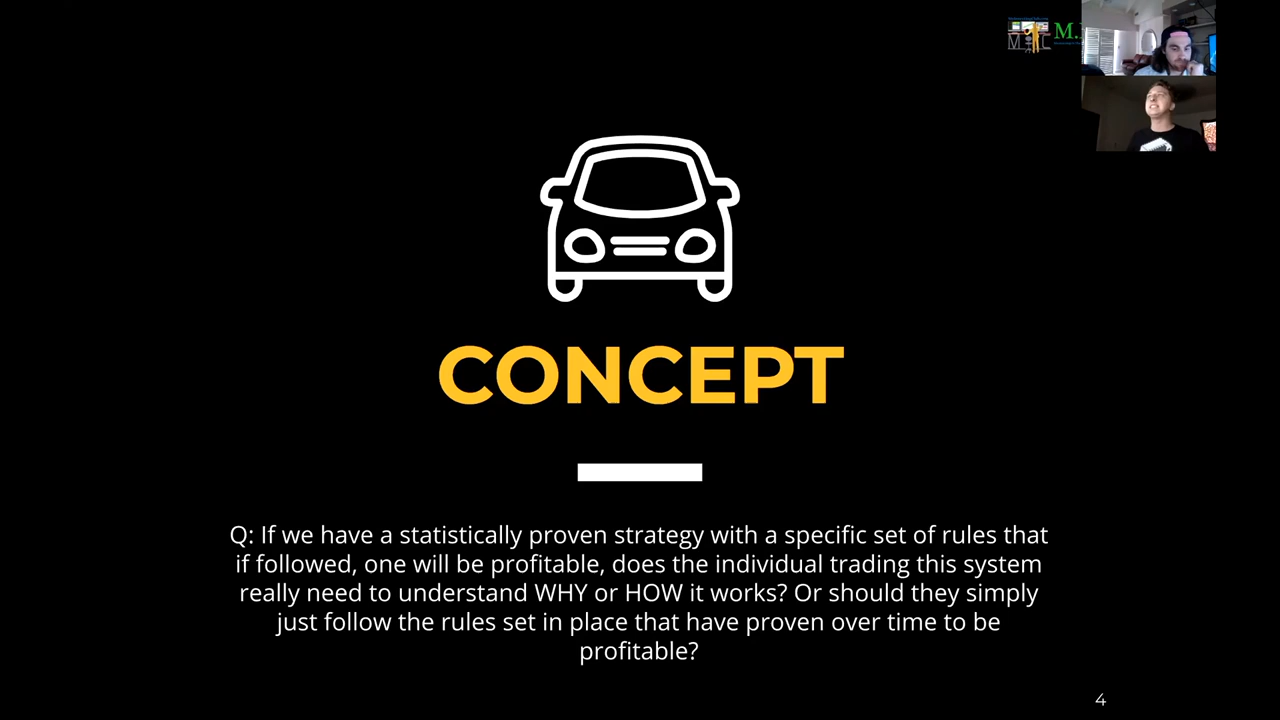 CONCEPT
Q: If we have a statistically proven strategy with a specific set of rules that
if followed, one will be profitable, does the individual trading this system
really need to understand WHY or HOW it works? Or should they simply
just follow the rules set in place that have proven over time to be
profitable?
4